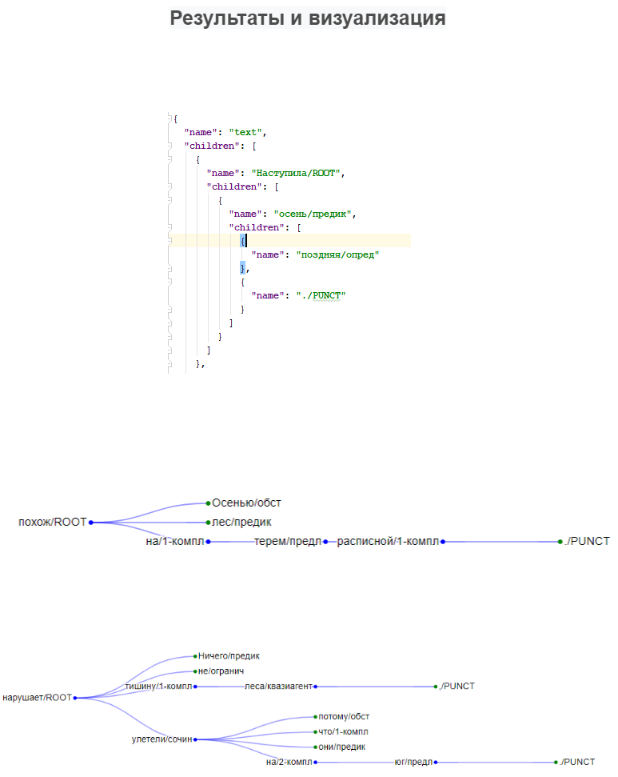 Результаты и визуализация
{
"name": "text",
"children": [
{
"name": "Наступила/ROOT",
"children": [
{
"name": "осень/предик",
"children": [
{
"name": "поздняя/опред"
},
{
"name": "./PUNCT"
}
]
}
]
},
Осенью/обст
похож/ROOT лес/предик
на/1-компл терем/предл расписной/1-компл ./PUNCT
Ничего/предик
не/огранич
тишину/1-компл леса/квазиагент ./PUNCT
нарушает/ROOT
потому/обст
что/1-компл
улетели/сочин
они/предик
на/2-компл юг/предл ./PUNCT